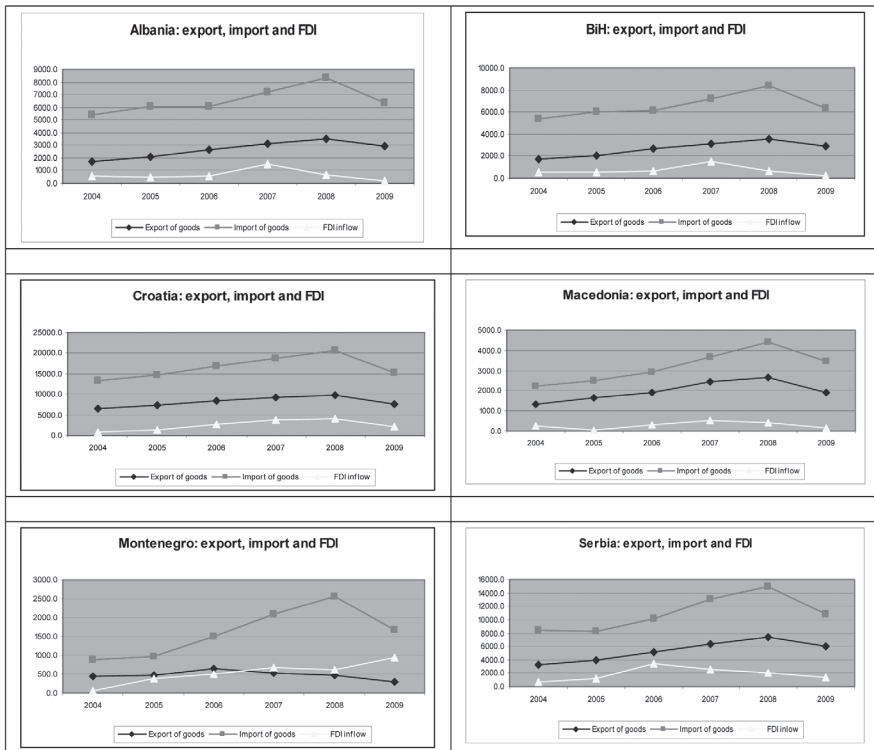 Albania: export, import and FDI
9000.0
8000.0
7000.0
6000.0
5000.0
4000.0
3000.0
2000.0
1000.0
0.0
2004 2005 2006 2007 2008 2009
Export of goods Import of goods FDI inflow
BiH: export, import and FDI
10000.0
8000.0
6000.0
4000.0
2000.0
0.0
2004 2005 2006 2007 2008 2009
Export of goods Import of goods FDI inflow
Croatia: export, import and FDI
25000.0
20000.0
15000.0
10000.0
5000.0
0.0
2004 2005 2006 2007 2008 2009
Export of goods Import of goods FDI inflow
Macedonia: export, import and FDI
5000.0
4000.0
3000.0
2000.0
1000.0
0.0
2004 2005 2006 2007 2008 2009
Export of goods Import of goods FDI inflow
Montenegro: export, import and FDI
3000.0
2500.0
2000.0
1500.0
1000.0
500.0
0.0
2004 2005 2006 2007 2008 2009
Export of goods Import of goods FDI inflow
Serbia: export, import and FDI
16000.0
14000.0
12000.0
10000.0
8000.0
6000.0
4000.0
2000.0
0.0
2004 2005 2006 2007 2008 2009
Export of goods Import of goods FDI inflow